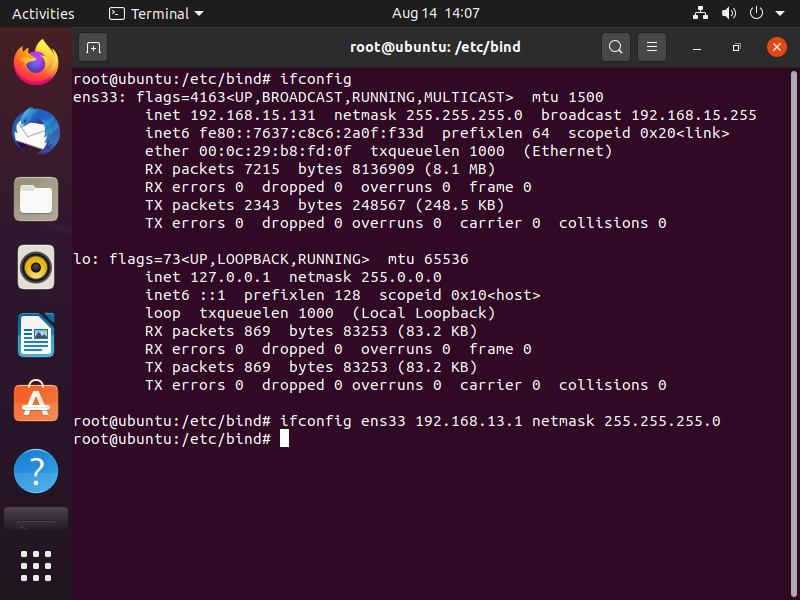 Activities Terminal Aug 14 14:07
root@ubuntu: /etc/bind
root@ubuntu:/etc/bind# ifconfig
ens33: flags=4163<UP,BROADCAST,RUNNING,MULTICAST>  mtu 1500
        inet 192.168.15.131  netmask 255.255.255.0  broadcast 192.168.15.255
        inet6 fe80::7637:c8c6:2a0f:f33d  prefixlen 64  scopeid 0x20<link>
        ether 00:0c:29:b8:fd:0f  txqueuelen 1000  (Ethernet)
        RX packets 7215  bytes 8136909 (8.1 MB)
        RX errors 0  dropped 0  overruns 0  frame 0
        TX packets 2343  bytes 248567 (248.5 KB)
        TX errors 0  dropped 0 overruns 0  carrier 0  collisions 0
lo: flags=73<UP,LOOPBACK,RUNNING>  mtu 65536
        inet 127.0.0.1  netmask 255.0.0.0
        inet6 ::1  prefixlen 128  scopeid 0x10<host>
        loop  txqueuelen 1000  (Local Loopback)
        RX packets 869  bytes 83253 (83.2 KB)
        RX errors 0  dropped 0  overruns 0  frame 0
        TX packets 869  bytes 83253 (83.2 KB)
        TX errors 0  dropped 0 overruns 0  carrier 0  collisions 0
root@ubuntu:/etc/bind# ifconfig ens33 192.168.13.1 netmask 255.255.255.0
root@ubuntu:/etc/bind#